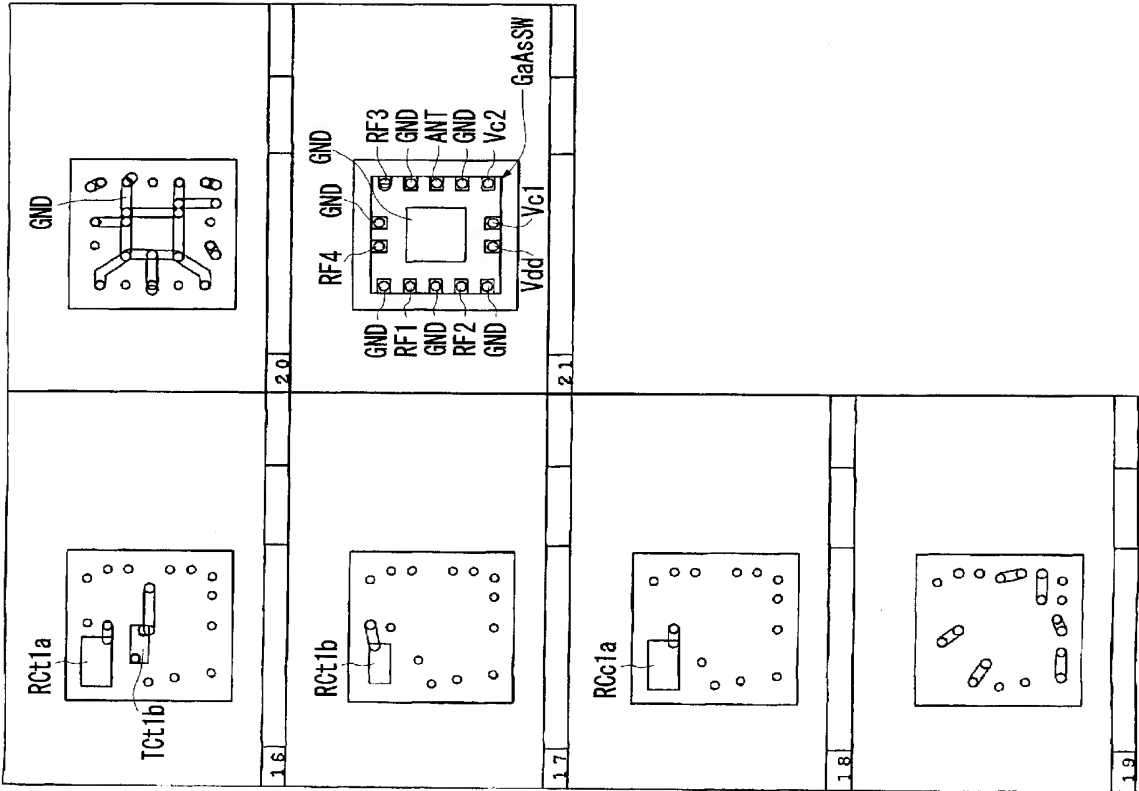 RCt1a
TCt1b
16
RCt1b
17
RCc1a
18
19
GND
20
GND
RF3
GND
ANT
GND
Vc2
GaAsSW
GND
RF4
Vc1
Vdd
GND
RF1
GND
RF2
GND
21